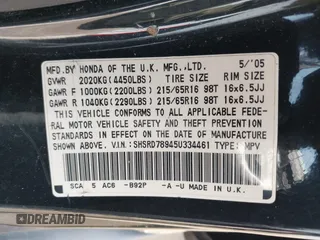 MFD.BY HONDA OF THE U.K. MFG.,LTD. 5/'05
GVWR 2020KG(4450LBS) TIRE SIZE RIM SIZE
GAWR F 1000KG(2200LBS) 215/65R16 98T 16x6.5JJ
GAWR R 1040KG(2290LBS) 215/65R16 98T 16x6.5JJ
THIS VEHICLE CONFORMS TO ALL APPLICABLE FED-
ERAL MOTOR VEHICLE SAFETY AND THEFT PREVENTION
STANDARDS IN EFFECT ON THE DATE OF MANUFACTURE
SHOWN ABOVE. V.I.N.: SHSRD78945U334461 TYPE: MPV
SCA 5 AC6 -B92P -A -U MADE IN U.K.
DREAMBID